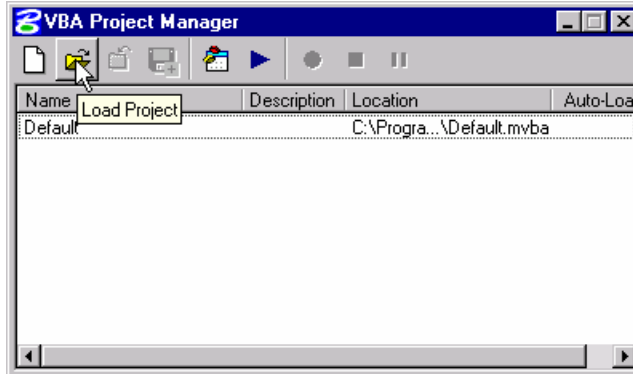 VBA Project Manager
Name Description Location Auto-Loa
Load Project
Default C:\Progra...\Default.mvba